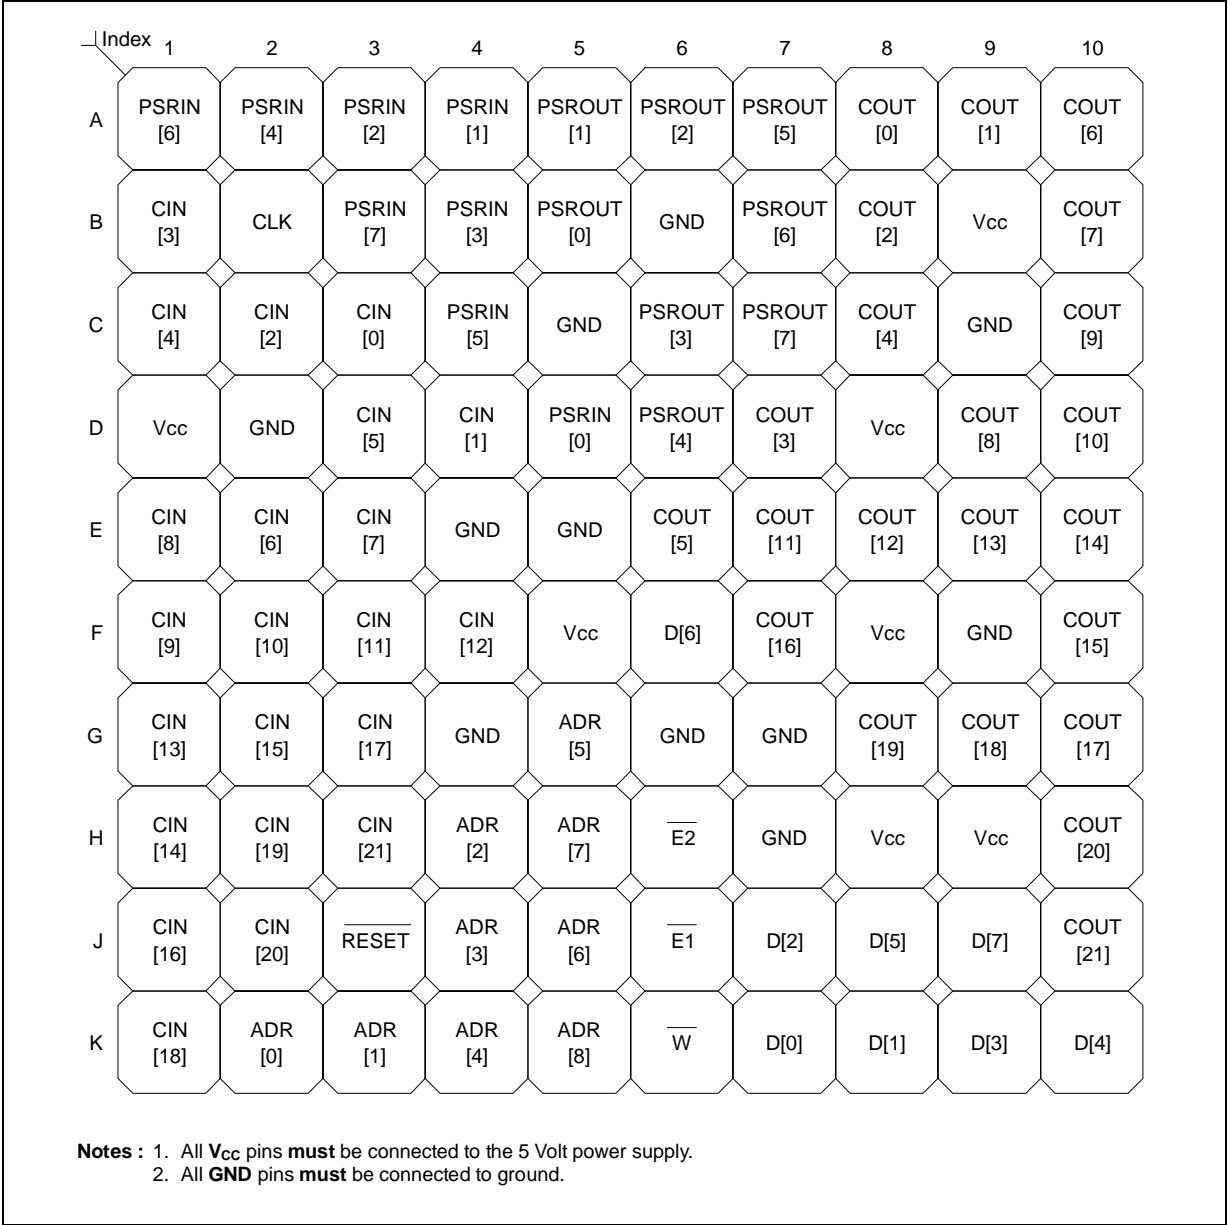 Index 1 2 3 4 5 6 7 8 9 10
A PSRIN [6] PSRIN [4] PSRIN [2] PSRIN [1] PSROUT [1] PSROUT [2] PSROUT [5] COUT [0] COUT [1] COUT [6]
B CIN [3] CLK PSRIN [7] PSRIN [3] PSROUT [0] GND PSROUT [6] COUT [2] Vcc COUT [7]
C CIN [4] CIN [2] CIN [0] PSRIN [5] GND PSROUT [3] PSROUT [7] COUT [4] GND COUT [9]
D Vcc GND CIN [5] CIN [1] PSRIN [0] PSROUT [4] COUT [3] Vcc COUT [8] COUT [10]
E CIN [8] CIN [6] CIN [7] GND GND COUT [5] COUT [11] COUT [12] COUT [13] COUT [14]
F CIN [9] CIN [10] CIN [11] CIN [12] Vcc D[6] COUT [16] Vcc GND COUT [15]
G CIN [13] CIN [15] CIN [17] GND ADR [5] GND GND COUT [19] COUT [18] COUT [17]
H CIN [14] CIN [19] CIN [21] ADR [2] ADR [7] E2 GND Vcc Vcc COUT [20]
J CIN [16] CIN [20] RESET ADR [3] ADR [6] E1 D[2] D[5] D[7] COUT [21]
K CIN [18] ADR [0] ADR [1] ADR [4] ADR [8] W D[0] D[1] D[3] D[4]
Notes : 1. All VCC pins must be connected to the 5 Volt power supply.
2. All GND pins must be connected to ground.